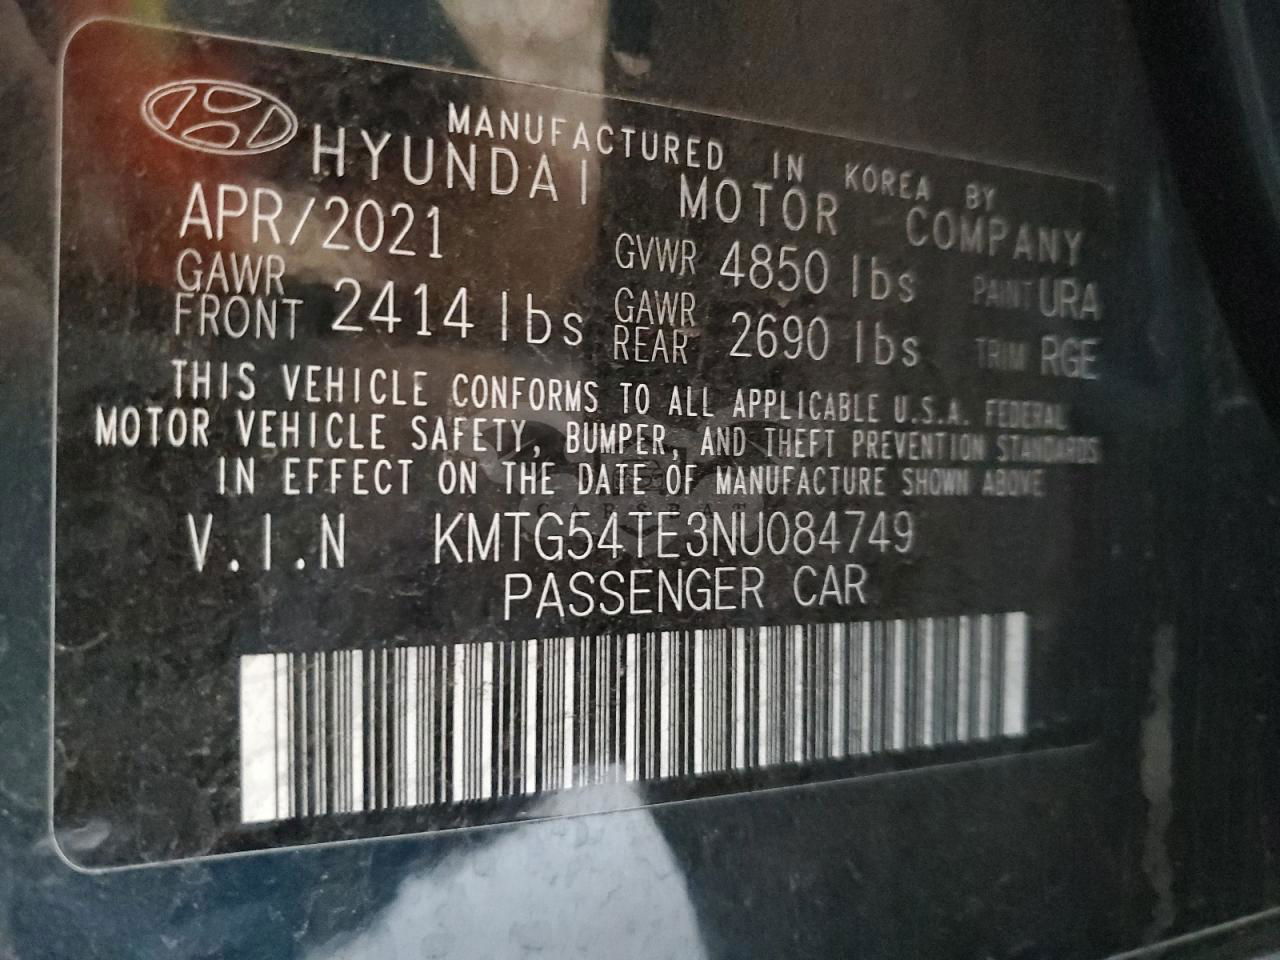 MANUFACTURED IN KOREA BY
HYUNDAI MOTOR COMPANY
APR/2021 GVWR 4850 lbs PAINT URA
GAWR FRONT 2414 lbs GAWR REAR 2690 lbs TRIM RGE
THIS VEHICLE CONFORMS TO ALL APPLICABLE U.S.A. FEDERAL
MOTOR VEHICLE SAFETY, BUMPER, AND THEFT PREVENTION STANDARDS
IN EFFECT ON THE DATE OF MANUFACTURE SHOWN ABOVE
V.I.N KMTG54TE3NU084749
PASSENGER CAR